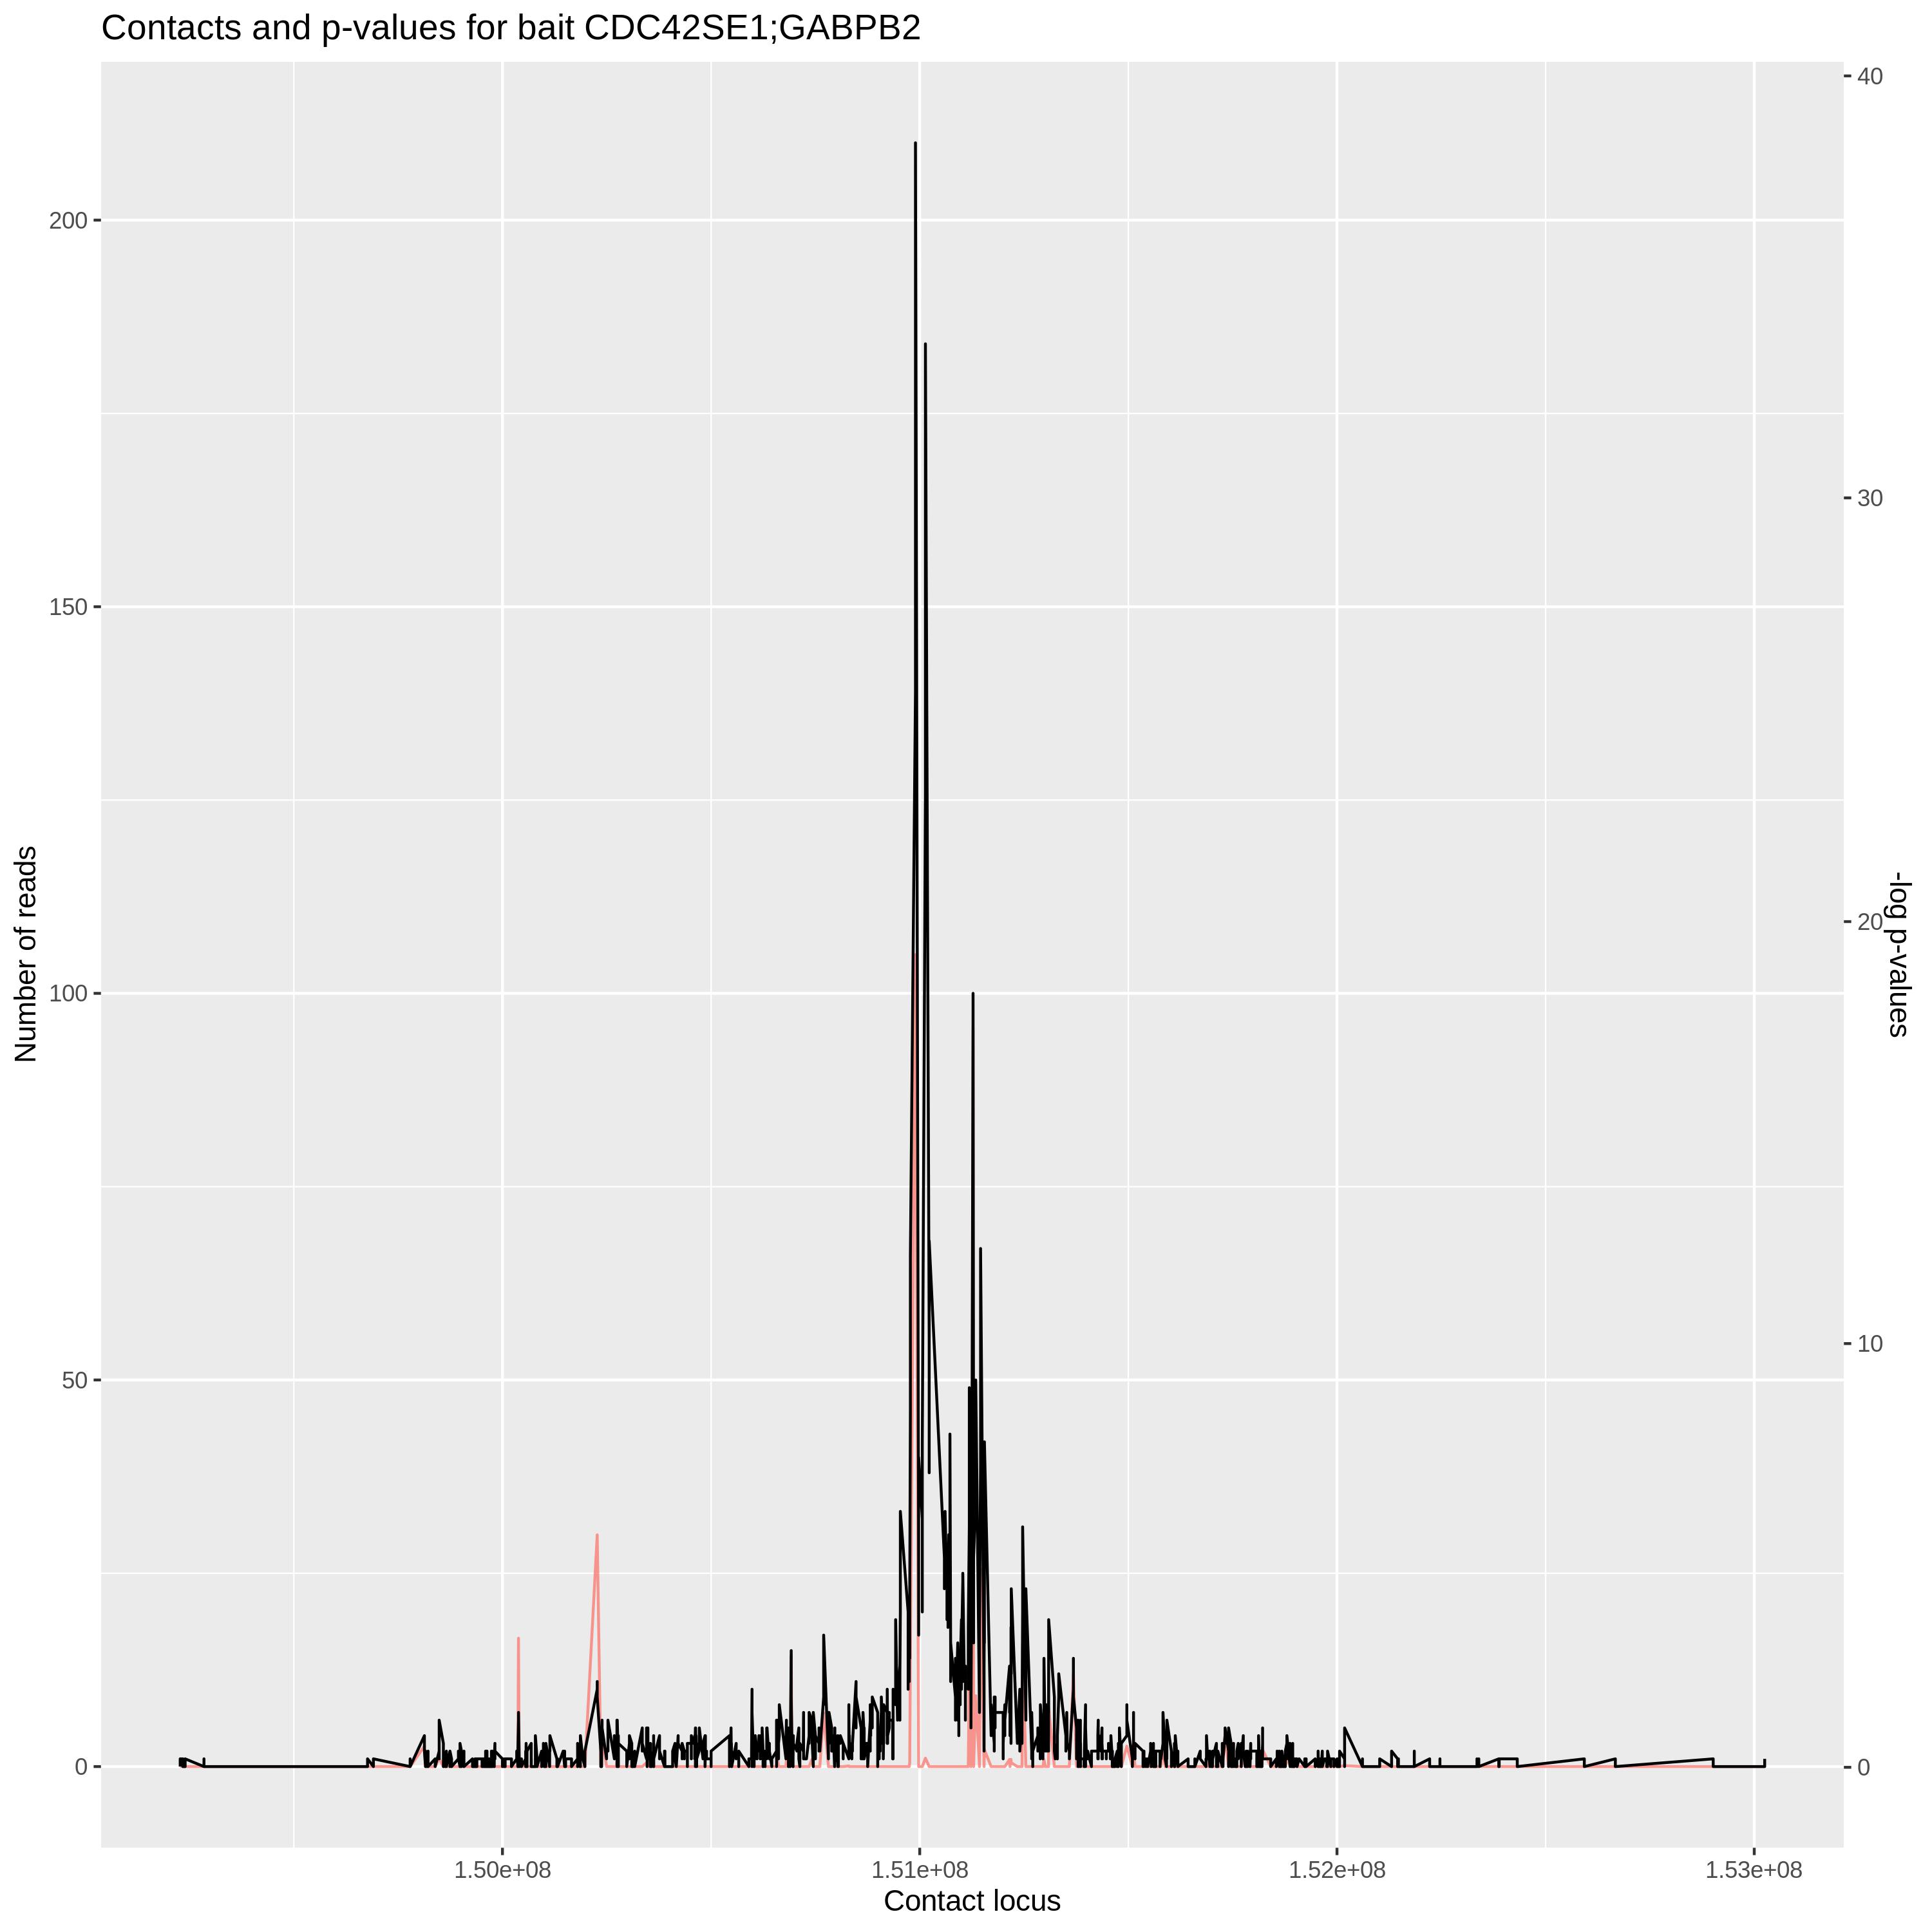 Contacts and p-values for bait CDC42SE1;GABPB2
40
200
30
150
Number of reads
-log p-values
20
100
10
50
0
0
1.50e+08
1.51e+08
1.52e+08
1.53e+08
Contact locus